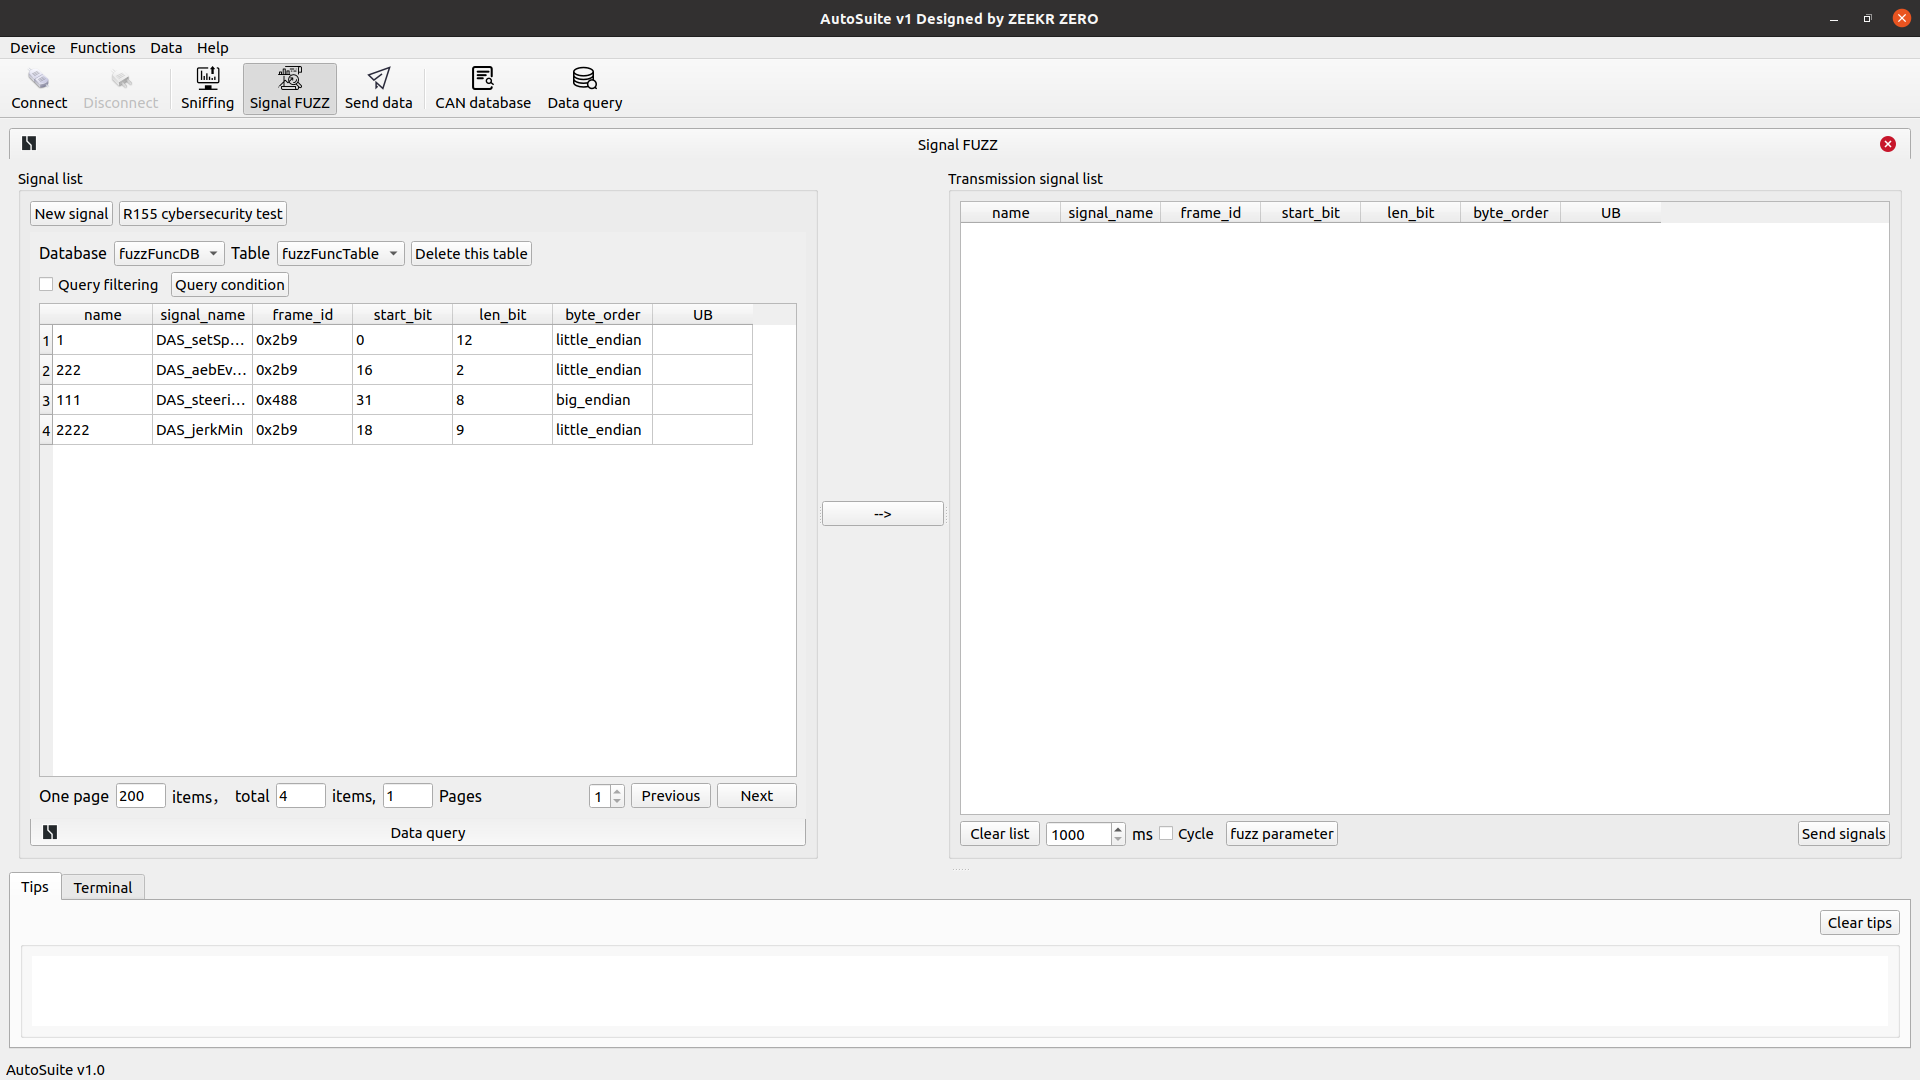 AutoSuite v1 Designed by ZEEKR ZERO
Device Functions Data Help
Connect Disconnect Sniffing Signal FUZZ Send data CAN database Data query
Signal FUZZ
Signal list
New signal R155 cybersecurity test
Database fuzzFuncDB Table fuzzFuncTable Delete this table
Query filtering Query condition
name signal_name frame_id start_bit len_bit byte_order UB
1 1 DAS_setSp... 0x2b9 0 12 little_endian
2 222 DAS_aebEv... 0x2b9 16 2 little_endian
3 111 DAS_steeri... 0x488 31 8 big_endian
4 2222 DAS_jerkMin 0x2b9 18 9 little_endian
One page 200 items， total 4 items, 1 Pages 1 Previous Next
Data query
-->
Transmission signal list
name signal_name frame_id start_bit len_bit byte_order UB
Clear list 1000 ms Cycle fuzz parameter Send signals
Tips Terminal
Clear tips
AutoSuite v1.0